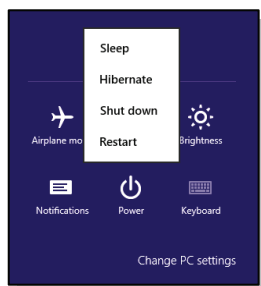 Sleep
Hibernate
Shut down
Restart
Airplane mo
Brightness
Notifications
Power
Keyboard
Change PC settings